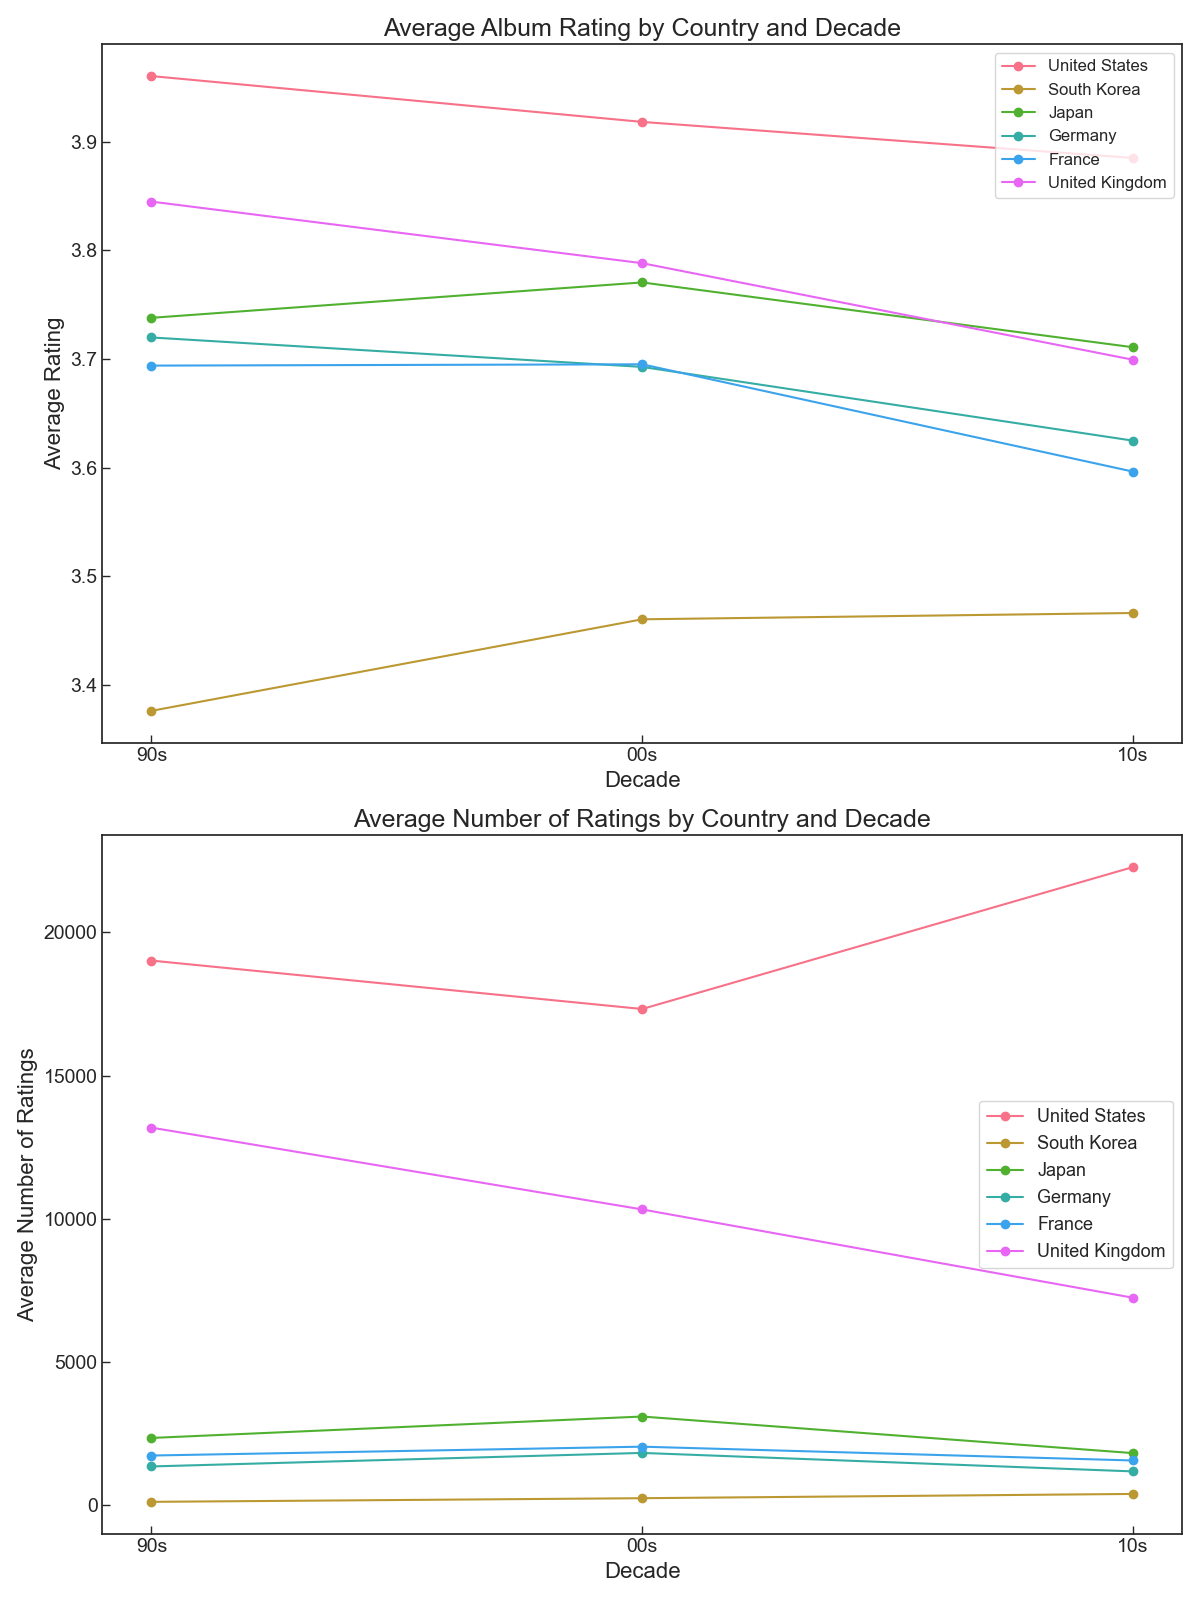 Average Album Rating by Country and Decade
United States
South Korea
Japan
Germany
France
United Kingdom
3.9
3.8
3.7
3.6
3.5
3.4
Average Rating
90s 00s 10s
Decade
Average Number of Ratings by Country and Decade
20000
15000
10000
5000
0
Average Number of Ratings
United States
South Korea
Japan
Germany
France
United Kingdom
90s 00s 10s
Decade